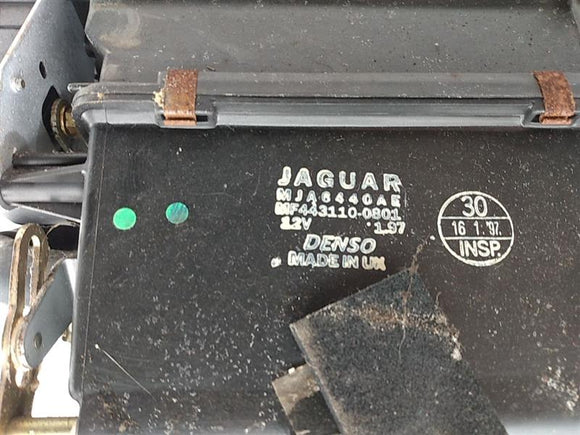 JAGUAR
MJA6440AE
MF443110-0801
12V 1.97
DENSO
MADE IN UK
30
16 1.'97
INSP.